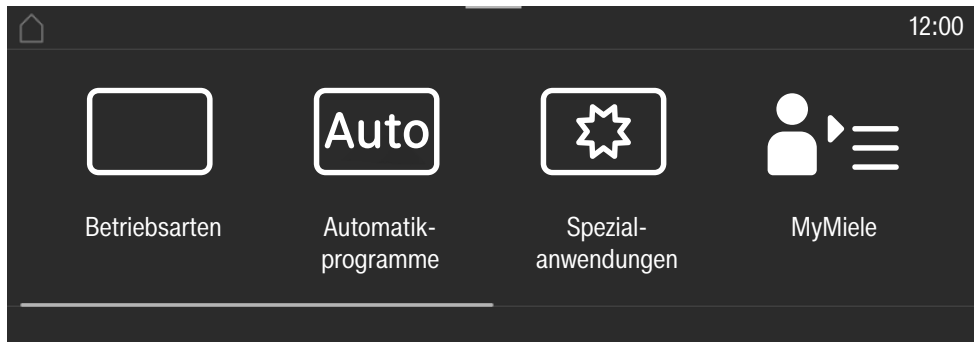 12:00
Auto
Betriebsarten
Automatik-
programme
Spezial-
anwendungen
MyMiele